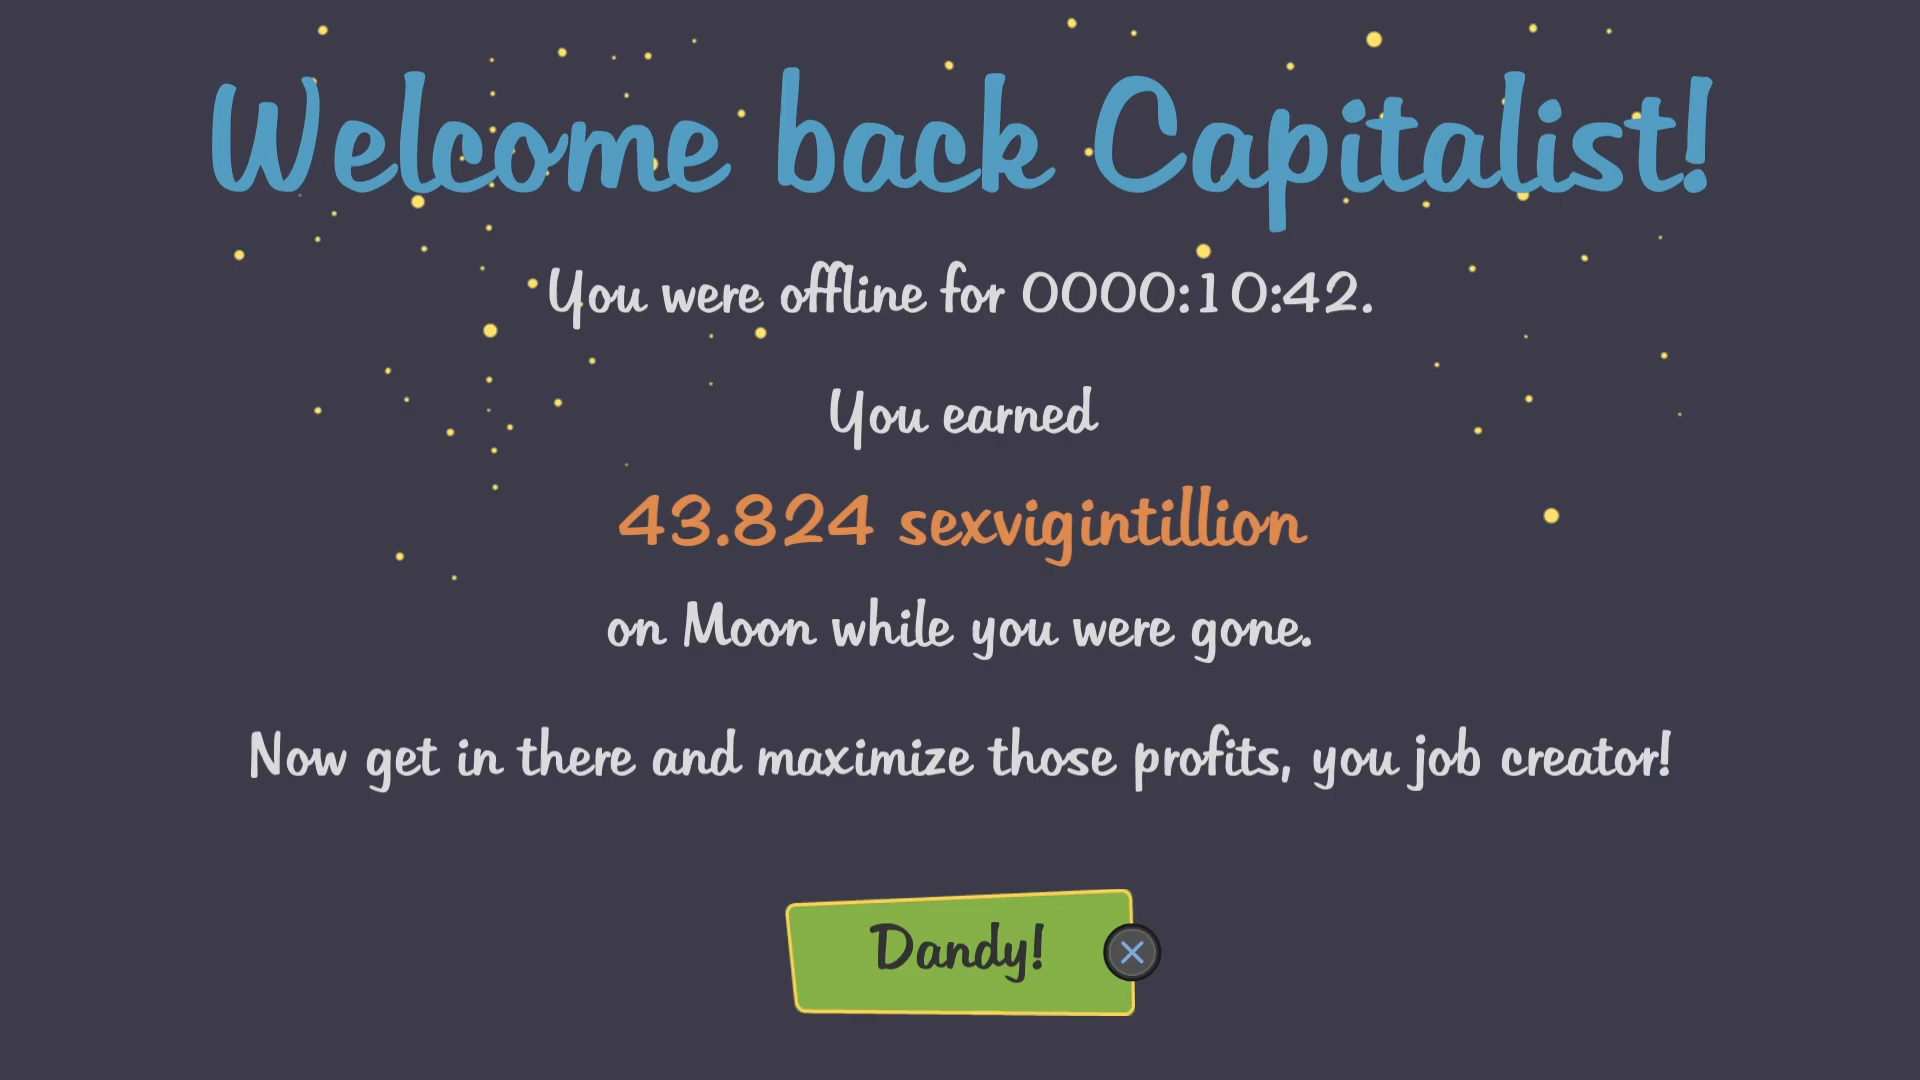 Welcome back Capitalist!
You were offline for 0000:10:42.
You earned
43.824 sexvigintillion
on Moon while you were gone.
Now get in there and maximize those profits, you job creator!
Dandy!